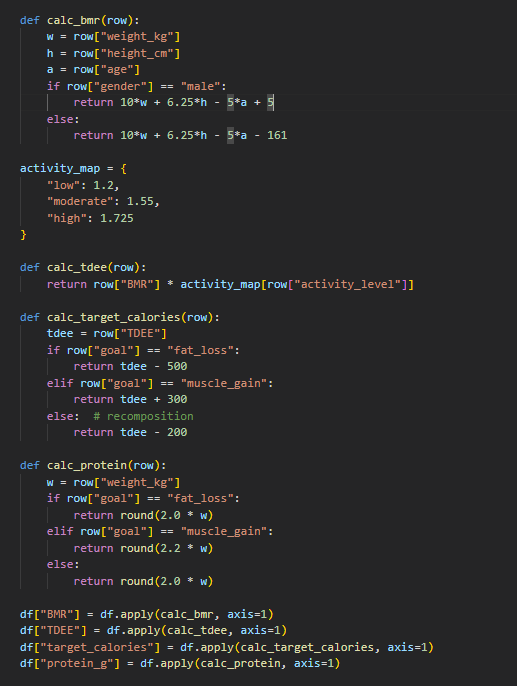 def calc_bmr(row):
    w = row["weight_kg"]
    h = row["height_cm"]
    a = row["age"]
    if row["gender"] == "male":
        return 10*w + 6.25*h - 5*a + 5
    else:
        return 10*w + 6.25*h - 5*a - 161

activity_map = {
    "low": 1.2,
    "moderate": 1.55,
    "high": 1.725
}

def calc_tdee(row):
    return row["BMR"] * activity_map[row["activity_level"]]

def calc_target_calories(row):
    tdee = row["TDEE"]
    if row["goal"] == "fat_loss":
        return tdee - 500
    elif row["goal"] == "muscle_gain":
        return tdee + 300
    else:  # recomposition
        return tdee - 200

def calc_protein(row):
    w = row["weight_kg"]
    if row["goal"] == "fat_loss":
        return round(2.0 * w)
    elif row["goal"] == "muscle_gain":
        return round(2.2 * w)
    else:
        return round(2.0 * w)

df["BMR"] = df.apply(calc_bmr, axis=1)
df["TDEE"] = df.apply(calc_tdee, axis=1)
df["target_calories"] = df.apply(calc_target_calories, axis=1)
df["protein_g"] = df.apply(calc_protein, axis=1)